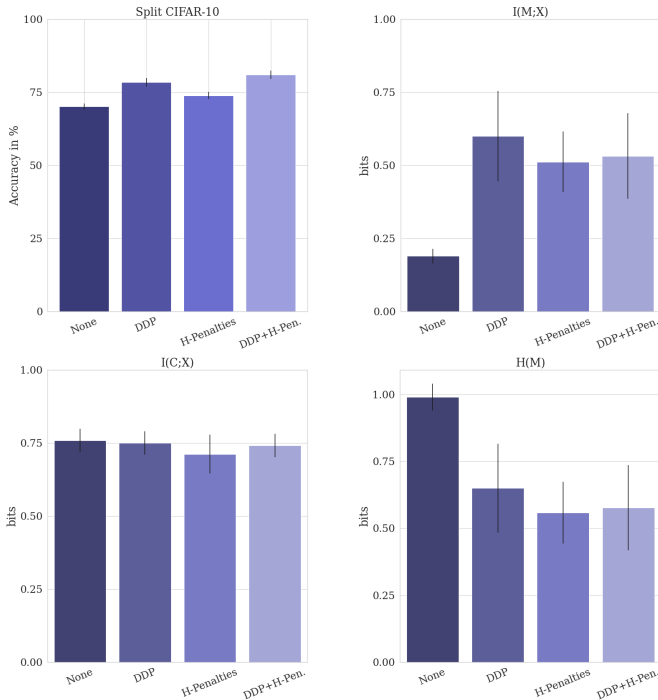 Split CIFAR-10
100
75
50
25
0
Accuracy in %
None
DDP
H-Penalties
DDP+H-Pen.
I(M;X)
1.00
0.75
0.50
0.25
0.00
bits
None
DDP
H-Penalties
DDP+H-Pen.
I(C;X)
1.00
0.75
0.50
0.25
0.00
bits
None
DDP
H-Penalties
DDP+H-Pen.
H(M)
1.00
0.75
0.50
0.25
0.00
bits
None
DDP
H-Penalties
DDP+H-Pen.